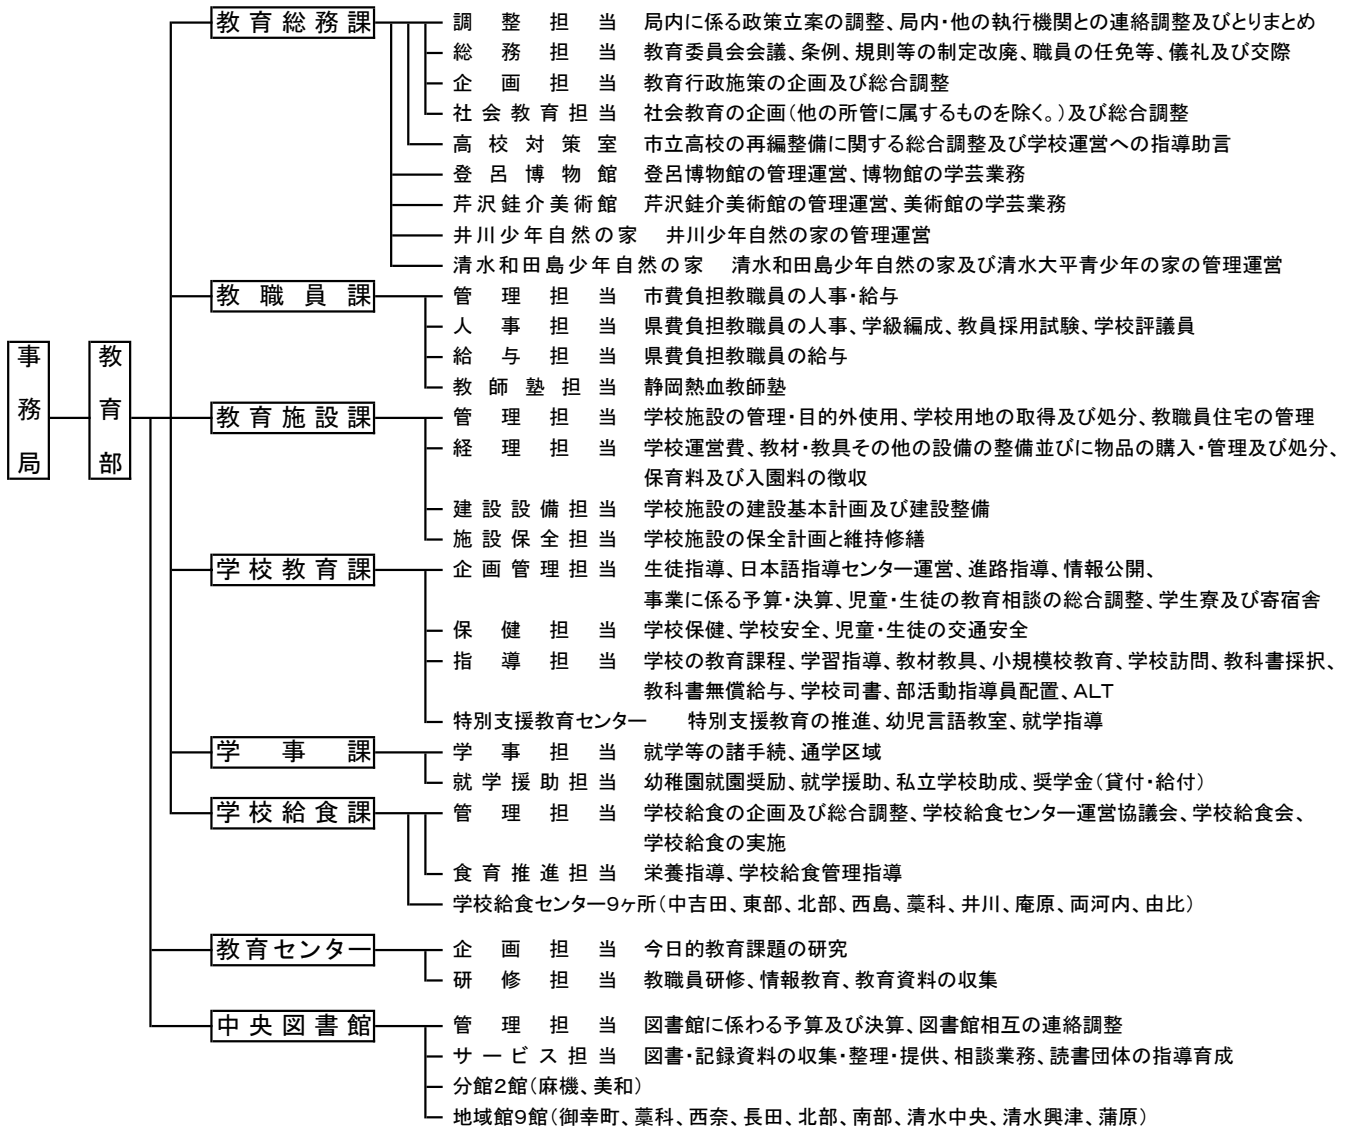 教育総務課 調整担当 局内に係る政策立案の調整、局内・他の執行機関との連絡調整及びとりまとめ
総務担当 教育委員会会議、条例、規則等の制定改廃、職員の任免等、儀礼及び交際
企画担当 教育行政施策の企画及び総合調整
社会教育担当 社会教育の企画(他の所管に属するものを除く。)及び総合調整
高校対策室 市立高校の再編整備に関する総合調整及び学校運営への指導助言
登呂博物館 登呂博物館の管理運営、博物館の学芸業務
芹沢銈介美術館 芹沢銈介美術館の管理運営、美術館の学芸業務
井川少年自然の家 井川少年自然の家の管理運営
清水和田島少年自然の家 清水和田島少年自然の家及び清水大平青少年の家の管理運営
教職員課 管理担当 市費負担教職員の人事・給与
人事担当 県費負担教職員の人事、学級編成、教員採用試験、学校評議員
給与担当 県費負担教職員の給与
教師塾担当 静岡熱血教師塾
事務局 教育部
教育施設課 管理担当 学校施設の管理・目的外使用、学校用地の取得及び処分、教職員住宅の管理
経理担当 学校運営費、教材・教具その他の設備の整備並びに物品の購入・管理及び処分、
保育料及び入園料の徴収
建設設備担当 学校施設の建設基本計画及び建設整備
施設保全担当 学校施設の保全計画と維持修繕
学校教育課 企画管理担当 生徒指導、日本語指導センター運営、進路指導、情報公開、
事業に係る予算・決算、児童・生徒の教育相談の総合調整、学生寮及び寄宿舎
保健担当 学校保健、学校安全、児童・生徒の交通安全
指導担当 学校の教育課程、学習指導、教材教具、小規模校教育、学校訪問、教科書採択、
教科書無償給与、学校司書、部活動指導員配置、ALT
特別支援教育センター 特別支援教育の推進、幼児言語教室、就学指導
学事課 学事担当 就学等の諸手続、通学区域
就学援助担当 幼稚園就園奨励、就学援助、私立学校助成、奨学金(貸付・給付)
学校給食課 管理担当 学校給食の企画及び総合調整、学校給食センター運営協議会、学校給食会、
学校給食の実施
食育推進担当 栄養指導、学校給食管理指導
学校給食センター9ヶ所(中吉田、東部、北部、西島、藁科、井川、庵原、両河内、由比)
教育センター 企画担当 今日的教育課題の研究
研修担当 教職員研修、情報教育、教育資料の収集
中央図書館 管理担当 図書館に係わる予算及び決算、図書館相互の連絡調整
サービス担当 図書・記録資料の収集・整理・提供、相談業務、読書団体の指導育成
分館2館(麻機、美和)
地域館9館(御幸町、藁科、西奈、長田、北部、南部、清水中央、清水興津、蒲原)